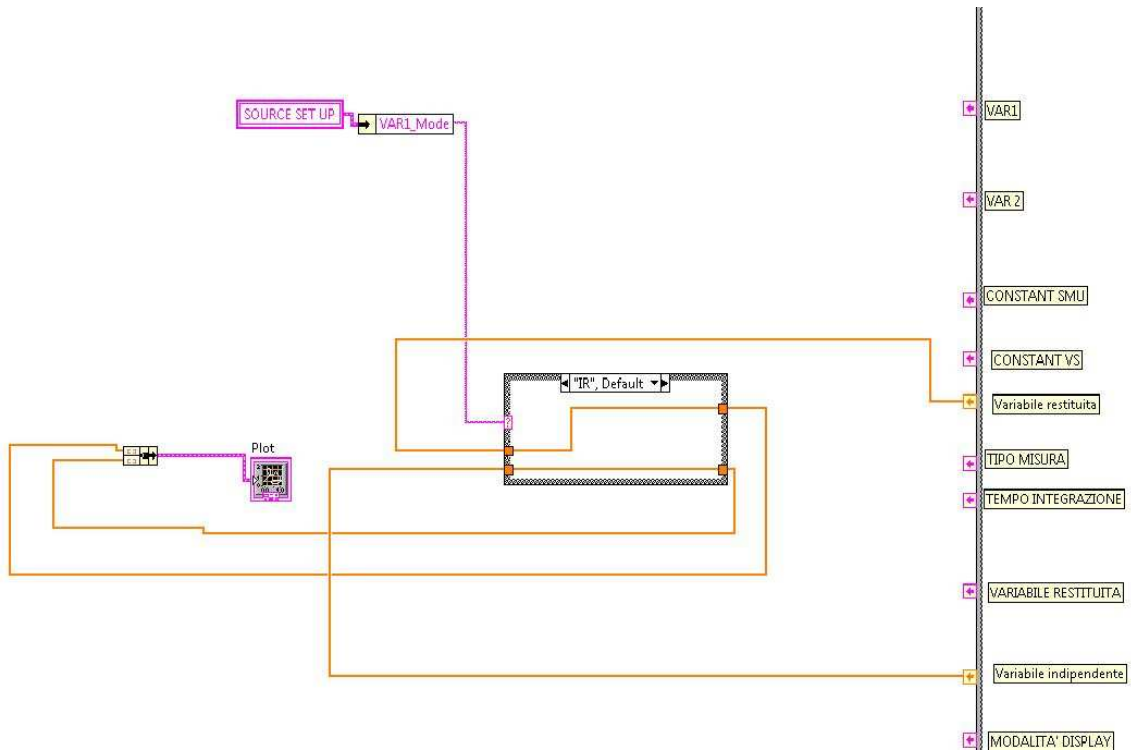 VAR1
SOURCE SET UP
VAR1_Mode
VAR 2
CONSTANT SMU
CONSTANT VS
"IR", Default
Variabile restituita
?
Plot
TIPO MISURA
TEMPO INTEGRAZIONE
VARIABILE RESTITUITA
Variabile indipendente
MODALITA' DISPLAY